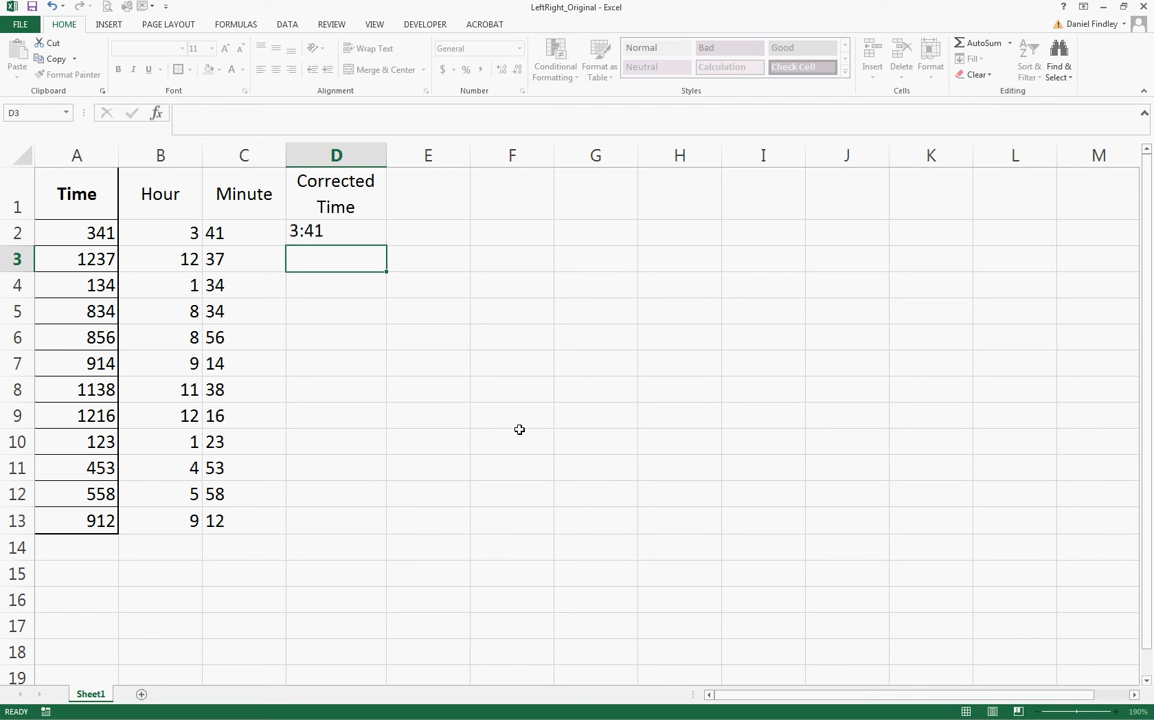 LeftRight_Original - Excel
FILE HOME INSERT PAGE LAYOUT FORMULAS DATA REVIEW VIEW DEVELOPER ACROBAT
Daniel Findley
Paste
Cut
Copy
Format Painter
Clipboard
11
A A
B I U
A
Font
Wrap Text
Merge & Center
Alignment
General
$ % ,
Number
Conditional Formatting
Format as Table
Normal Bad Good
Neutral Calculation Check Cell
Styles
Insert Delete Format
Cells
AutoSum
Fill
Clear
Sort & Filter
Find & Select
Editing
D3 fx
A B C D E F G H I J K L M
1 Time Hour Minute Corrected Time
2 341 3 41 3:41
3 1237 12 37
4 134 1 34
5 834 8 34
6 856 8 56
7 914 9 14
8 1138 11 38
9 1216 12 16
10 123 1 23
11 453 4 53
12 558 5 58
13 912 9 12
14
15
16
17
18
19
Sheet1
READY 190%